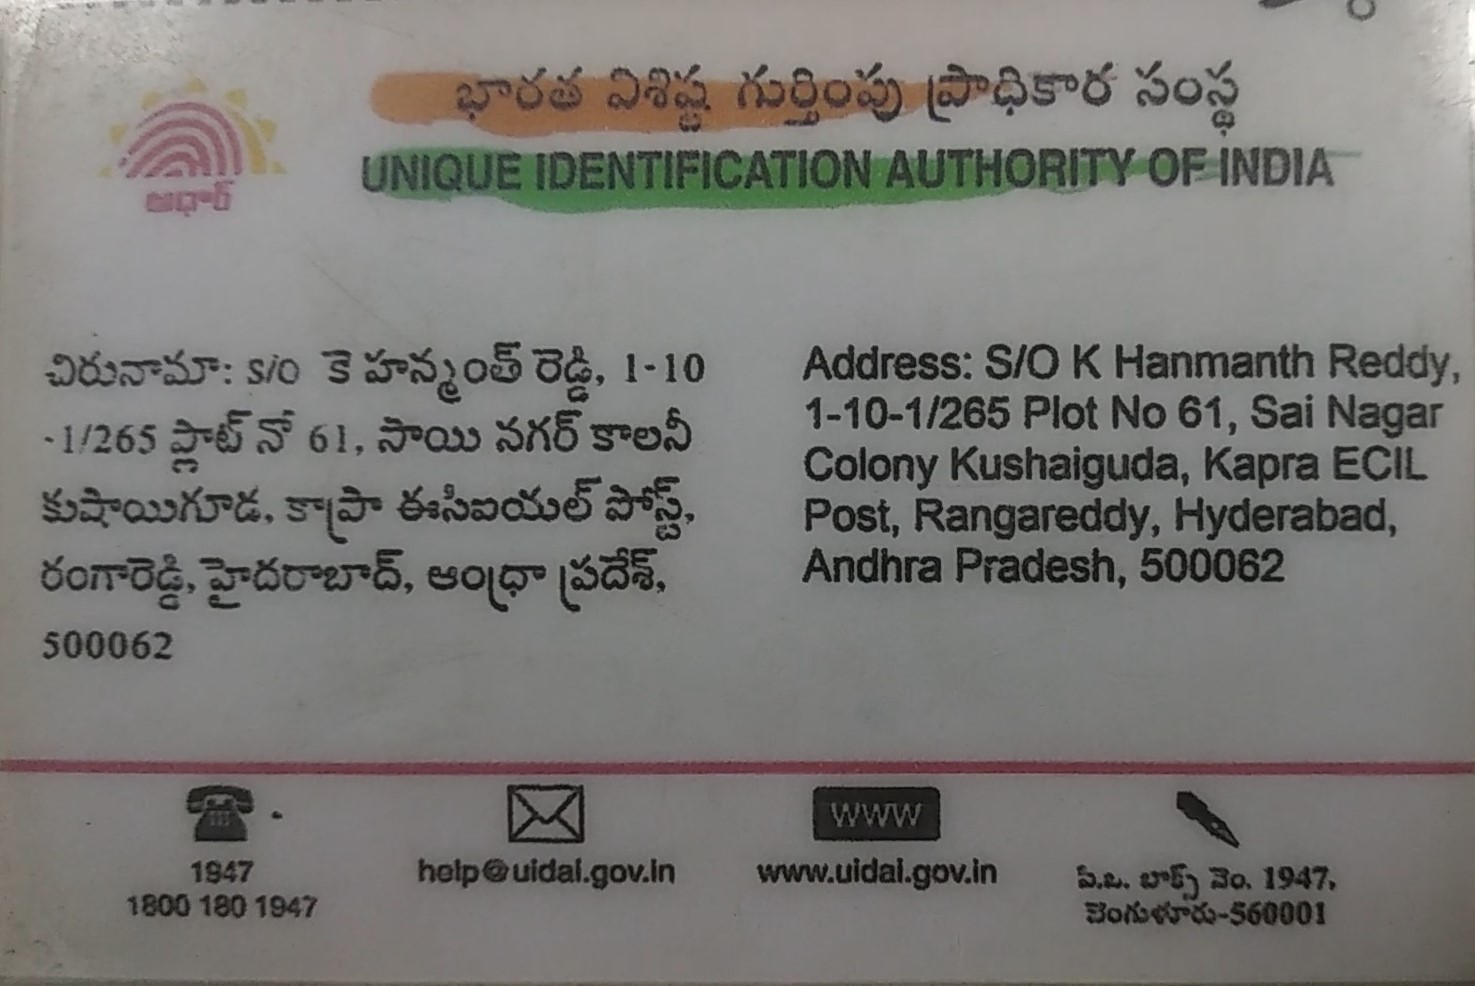 భారత విశిష్ట గుర్తింపు ప్రాధికార సంస్థ
UNIQUE IDENTIFICATION AUTHORITY OF INDIA
ఆధార్
చిరునామా: S/O కె హన్మంత్ రెడ్డి, 1-10
-1/265 ప్లాట్ నో 61, సాయి నగర్ కాలనీ
కుషాయిగూడ, కాప్రా ఈసిఐయల్ పోస్ట్,
రంగారెడ్డి, హైదరాబాద్, ఆంధ్రా ప్రదేశ్,
500062
Address: S/O K Hanmanth Reddy,
1-10-1/265 Plot No 61, Sai Nagar
Colony Kushaiguda, Kapra ECIL
Post, Rangareddy, Hyderabad,
Andhra Pradesh, 500062
1947
1800 180 1947
help@uidai.gov.in
WWW
www.uidai.gov.in
పి.ఒ. బాక్స్ నెం. 1947,
బెంగుళూరు-560001